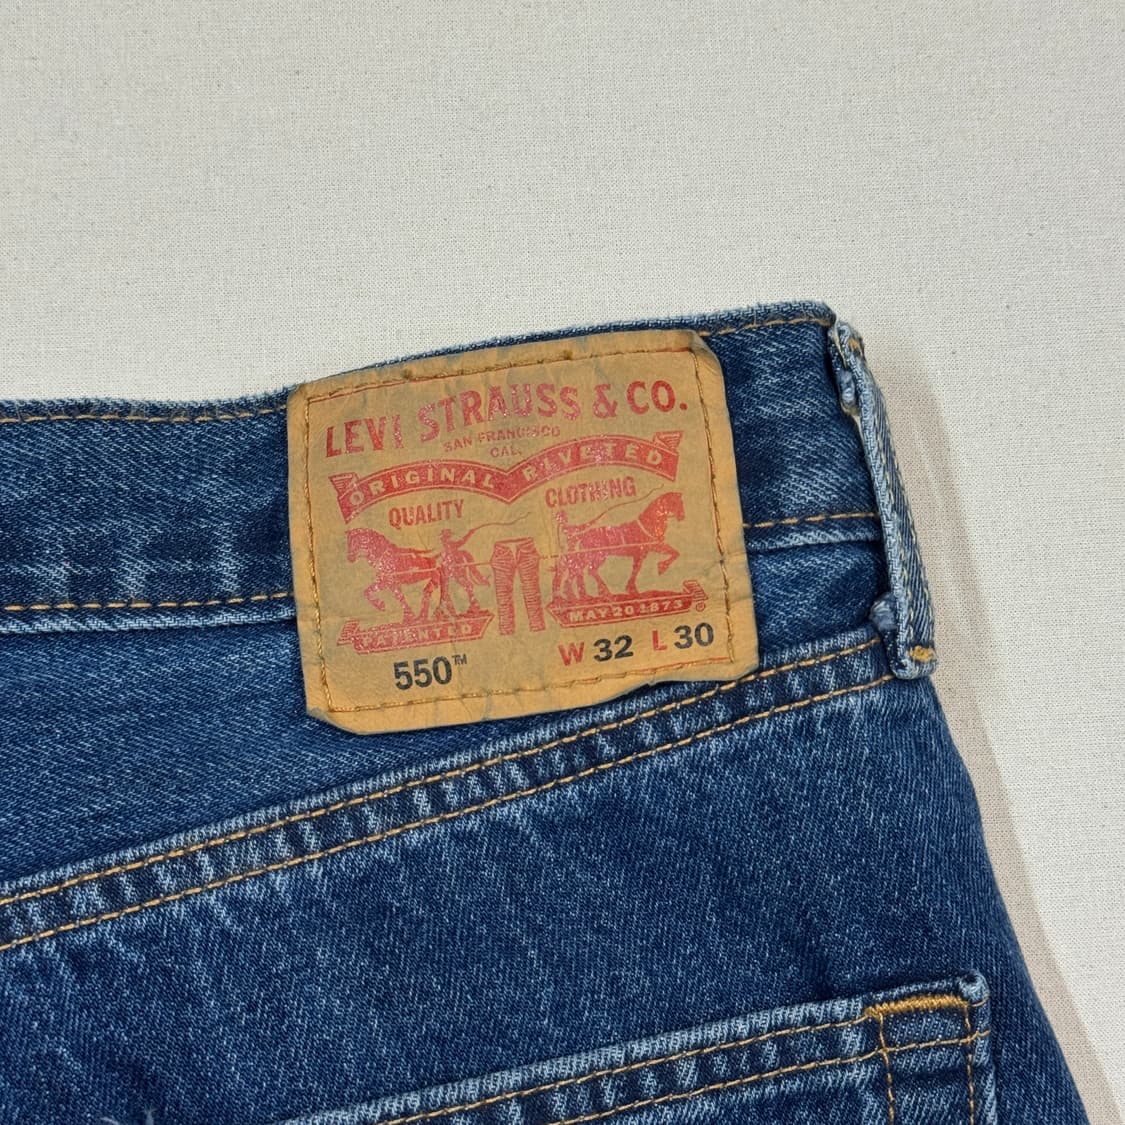 LEVI STRAUSS & CO.
SAN FRANCISCO
CAL.
ORIGINAL RIVETED
QUALITY CLOTHING
PATENTED MAY 20 1873 ®
550™ W 32 L 30